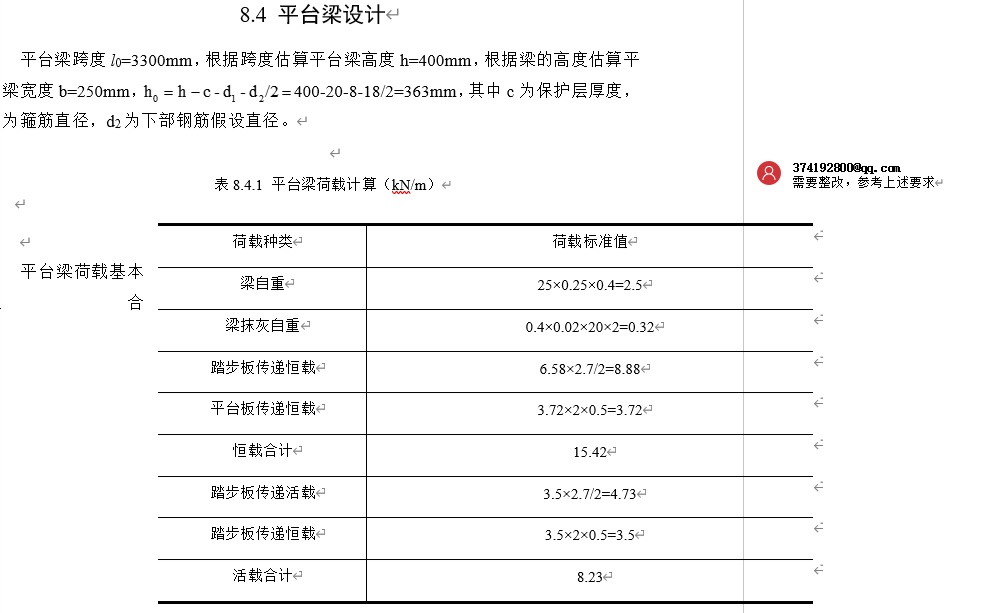 8.4 平台梁设计
平台梁跨度 l0=3300mm，根据跨度估算平台梁高度 h=400mm，根据梁的高度估算平
梁宽度 b=250mm，h0 = h − c - d1 - d2/2 = 400-20-8-18/2=363mm，其中 c 为保护层厚度，
为箍筋直径，d2 为下部钢筋假设直径。
表 8.4.1 平台梁荷载计算（kN/m）
374192800@qq.com
需要整改，参考上述要求
荷载种类 荷载标准值
平台梁荷载基本
合
梁自重 25×0.25×0.4=2.5
梁抹灰自重 0.4×0.02×20×2=0.32
踏步板传递恒载 6.58×2.7/2=8.88
平台板传递恒载 3.72×2×0.5=3.72
恒载合计 15.42
踏步板传递活载 3.5×2.7/2=4.73
踏步板传递恒载 3.5×2×0.5=3.5
活载合计 8.23